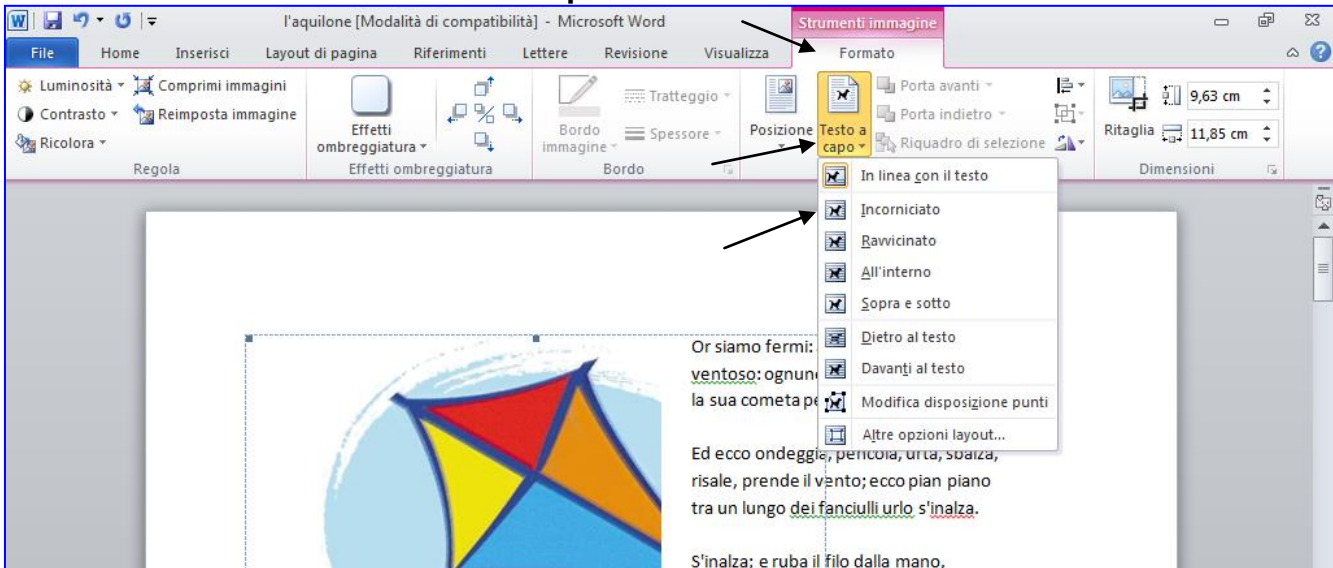 l'aquilone [Modalità di compatibilità] - Microsoft Word
Strumenti immagine
File Home Inserisci Layout di pagina Riferimenti Lettere Revisione Visualizza Formato
Luminosità Comprimi immagini
Contrasto Reimposta immagine
Ricolora
Regola
Effetti
ombreggiatura
Effetti ombreggiatura
Bordo
immagine
Tratteggio
Spessore
Bordo
Posizione
Testo a
capo
Porta avanti
Porta indietro
Riquadro di selezione
Ritaglia
9,63 cm
11,85 cm
Dimensioni
In linea con il testo
Incorniciato
Ravvicinato
All'interno
Sopra e sotto
Dietro al testo
Davanti al testo
Modifica disposizione punti
Altre opzioni layout...
Or siamo fermi:
ventoso: ognun
la sua cometa pe
Ed ecco ondeggia, pencola, urta, sbalza,
risale, prende il vento; ecco pian piano
tra un lungo dei fanciulli urlo s'inalza.
S'inalza; e ruba il filo dalla mano,